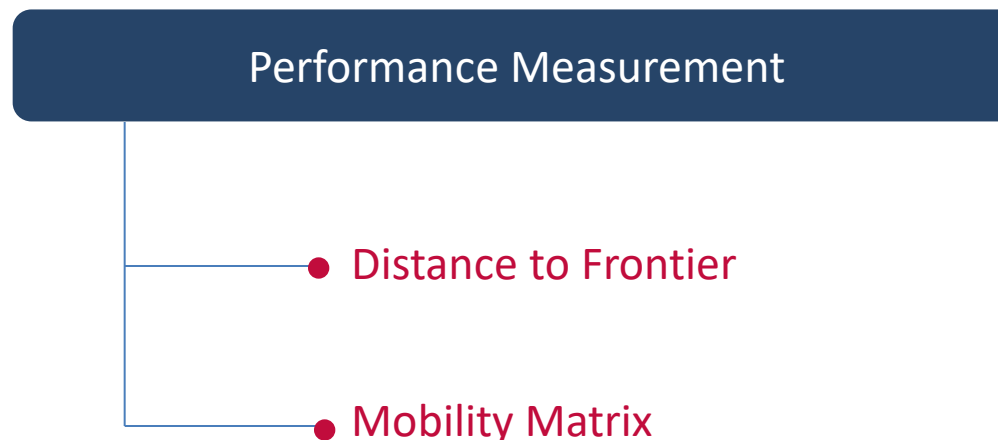 Performance Measurement
Distance to Frontier
Mobility Matrix